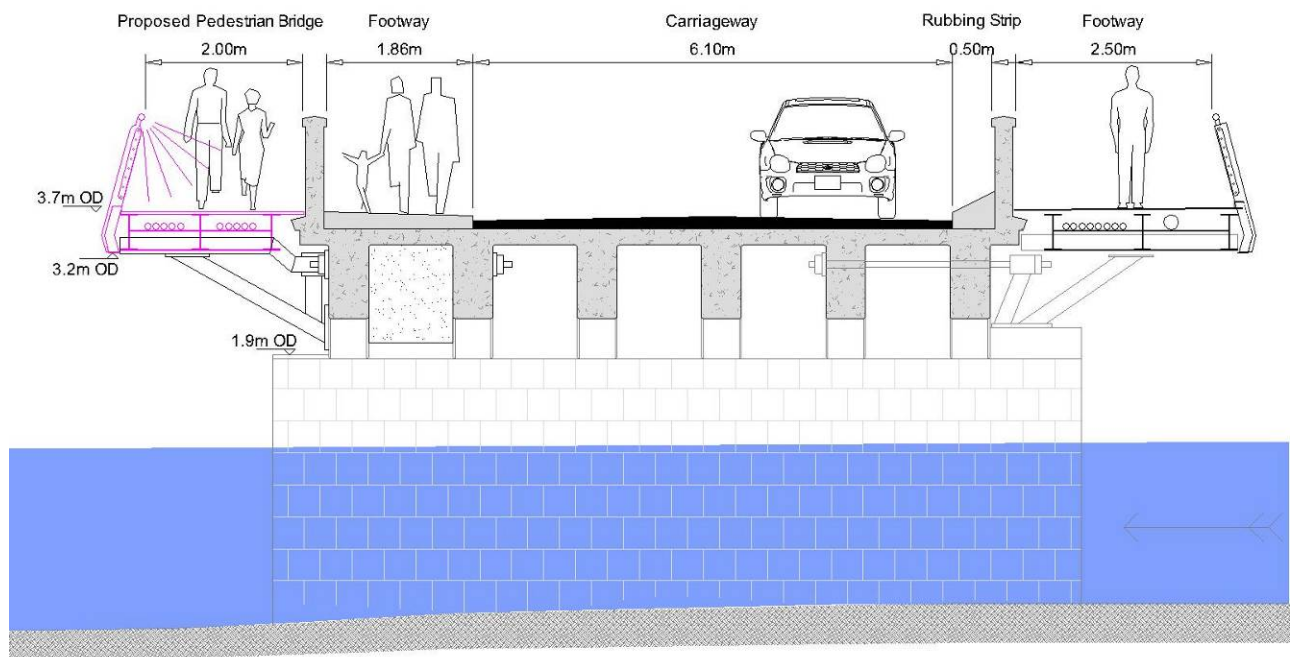 Proposed Pedestrian Bridge
2.00m
Footway
1.86m
Carriageway
6.10m
Rubbing Strip
0.50m
Footway
2.50m
3.7m OD
3.2m OD
1.9m OD